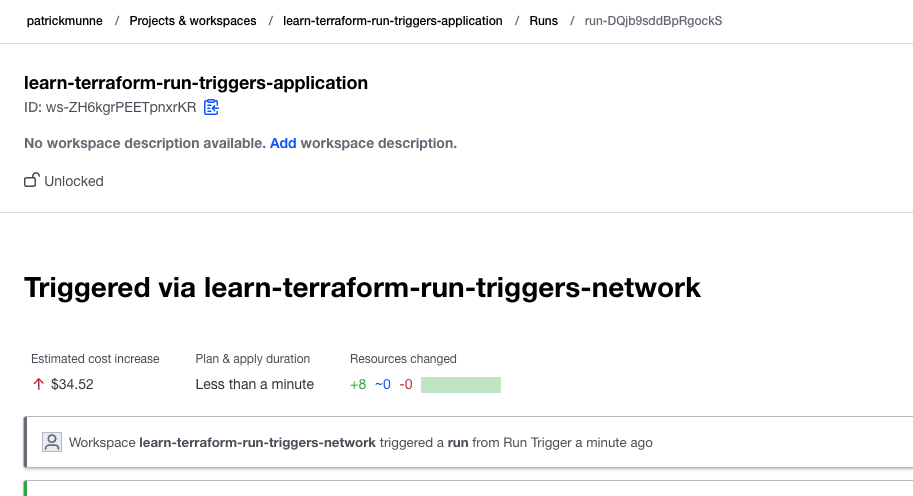 patrickmunne / Projects & workspaces / learn-terraform-run-triggers-application / Runs / run-DQjb9sddBpRgockS
learn-terraform-run-triggers-application
ID: ws-ZH6kgrPEETpnxrKR
No workspace description available. Add workspace description.
Unlocked
Triggered via learn-terraform-run-triggers-network
Estimated cost increase Plan & apply duration Resources changed
↑ $34.52 Less than a minute +8 ~0 -0
Workspace learn-terraform-run-triggers-network triggered a run from Run Trigger a minute ago